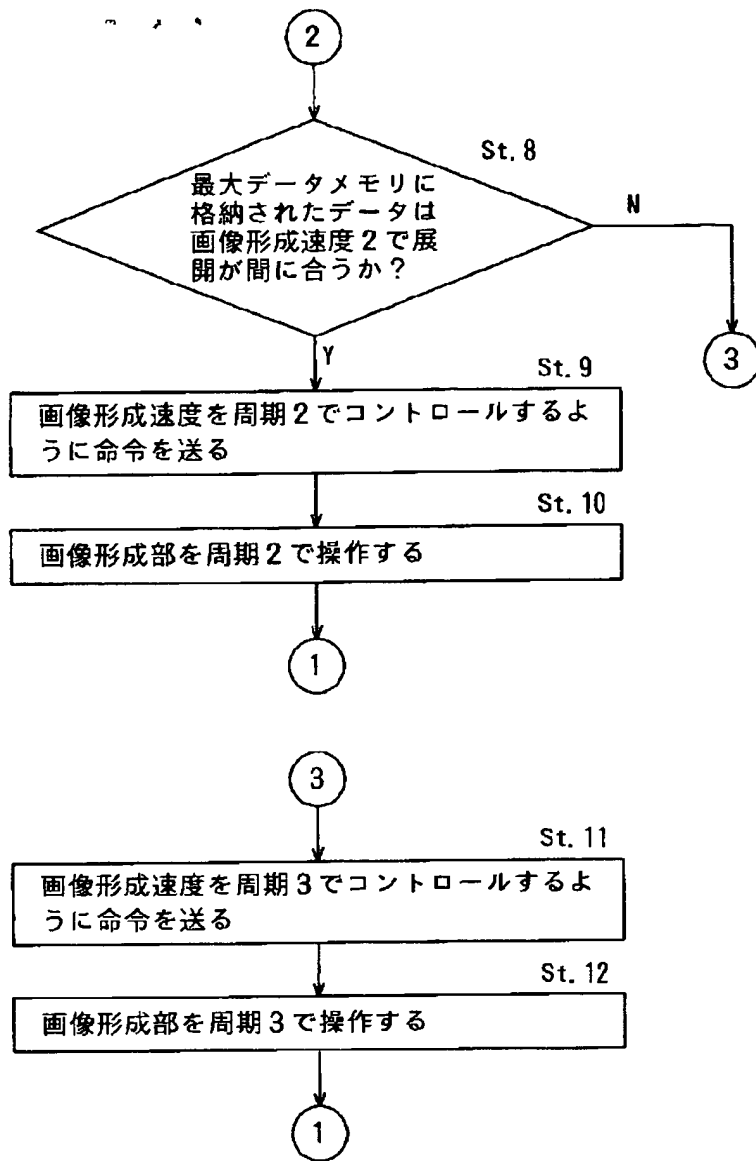 2
St.8
最大データメモリに
格納されたデータは
画像形成速度2で展
開が間に合うか？
N
3
Y
St.9
画像形成速度を周期2でコントロールするよ
うに命令を送る
St.10
画像形成部を周期2で操作する
1
3
St.11
画像形成速度を周期3でコントロールするよ
うに命令を送る
St.12
画像形成部を周期3で操作する
1